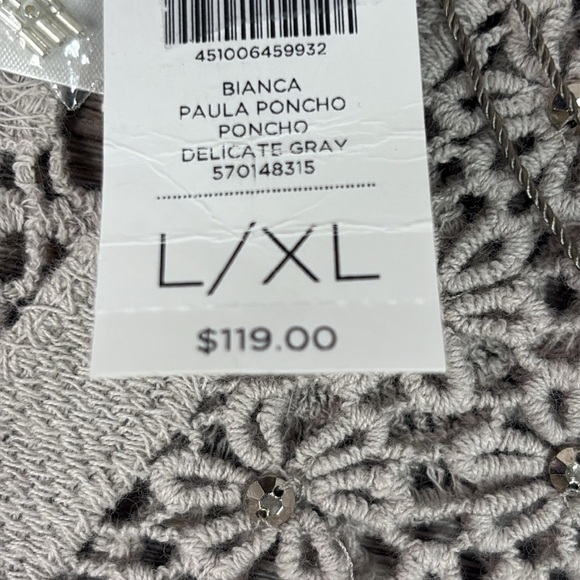 451006459932
BIANCA
PAULA PONCHO
PONCHO
DELICATE GRAY
570148315
L/XL
$119.00